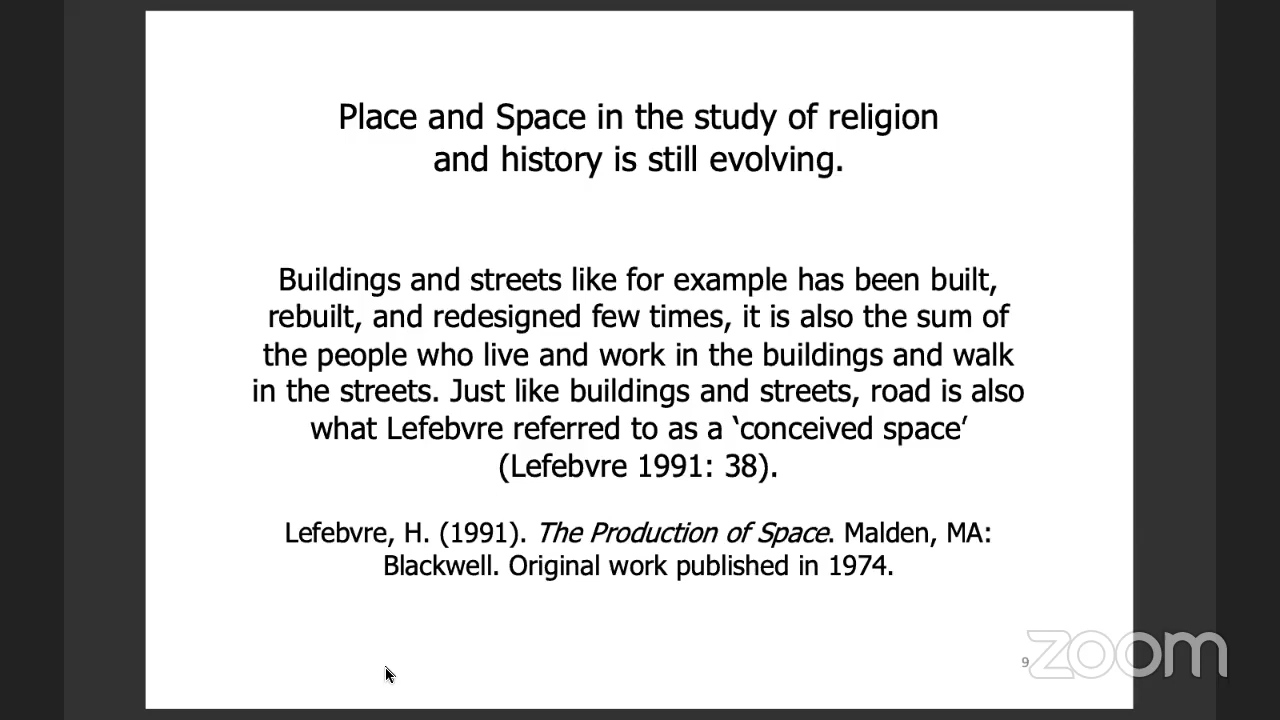 Place and Space in the study of religion
and history is still evolving.
Buildings and streets like for example has been built,
rebuilt, and redesigned few times, it is also the sum of
the people who live and work in the buildings and walk
in the streets. Just like buildings and streets, road is also
what Lefebvre referred to as a ‘conceived space’
(Lefebvre 1991: 38).
Lefebvre, H. (1991). The Production of Space. Malden, MA:
Blackwell. Original work published in 1974.
9
zoom